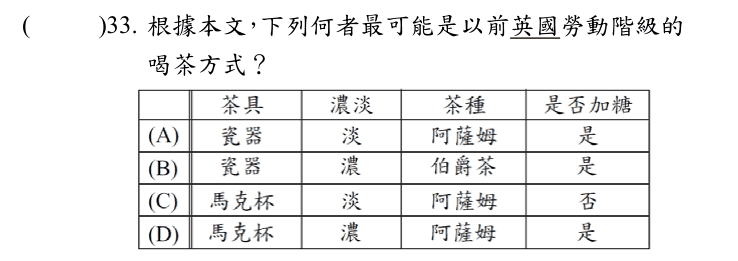 (　　)33. 根據本文，下列何者最可能是以前英國勞動階級的
喝茶方式？
茶具 濃淡 茶種 是否加糖
(A) 瓷器 淡 阿薩姆 是
(B) 瓷器 濃 伯爵茶 是
(C) 馬克杯 淡 阿薩姆 否
(D) 馬克杯 濃 阿薩姆 是